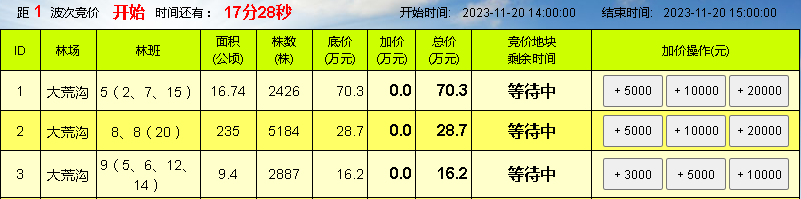 距 1 波次竞价 开始 时间还有： 17分28秒 开始时间: 2023-11-20 14:00:00 结束时间: 2023-11-20 15:00:00
ID 林场 林班 面积(公顷) 株数(株) 底价(万元) 加价(万元) 总价(万元) 竞价地块剩余时间 加价操作(元)
1 大荒沟 5（2、7、15） 16.74 2426 70.3 0.0 70.3 等待中 + 5000 + 10000 + 20000
2 大荒沟 8、8（20） 235 5184 28.7 0.0 28.7 等待中 + 5000 + 10000 + 20000
3 大荒沟 9（5、6、12、14） 9.4 2887 16.2 0.0 16.2 等待中 + 3000 + 5000 + 10000